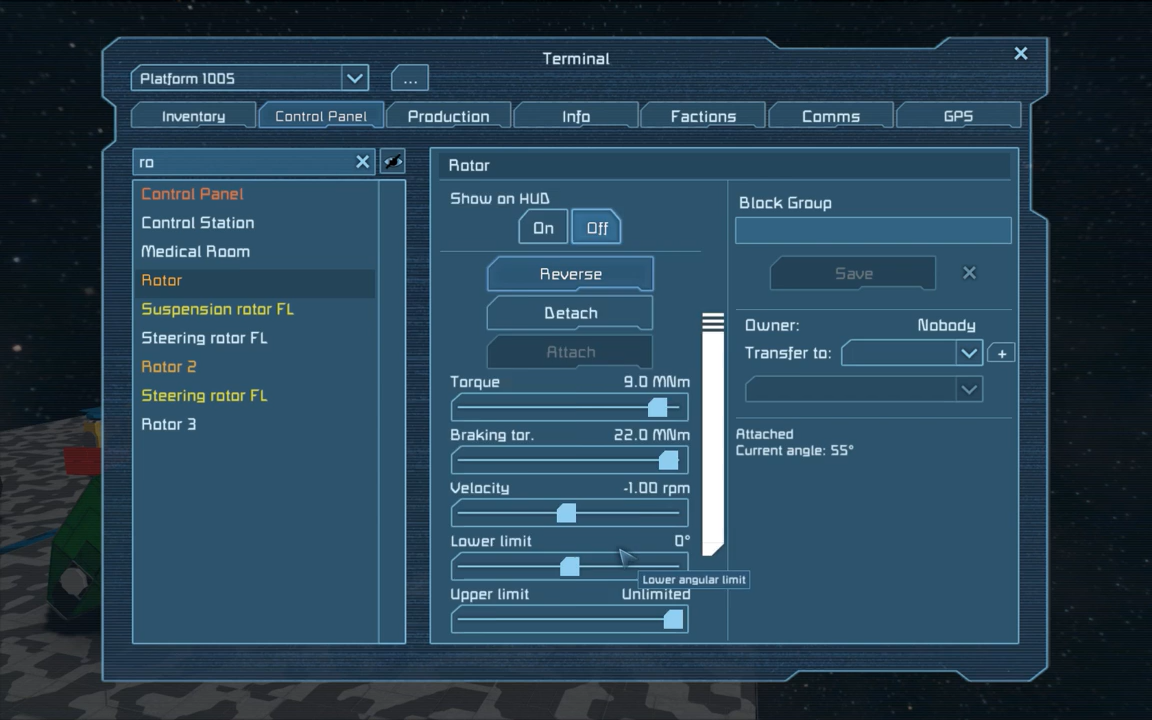 Terminal
Platform 1005
...
Inventory
Control Panel
Production
Info
Factions
Comms
GPS
ro
Control Panel
Control Station
Medical Room
Rotor
Suspension rotor FL
Steering rotor FL
Rotor 2
Steering rotor FL
Rotor 3
Rotor
Show on HUD
On Off
Reverse
Detach
Attach
Torque 9.0 MNm
Braking tor. 22.0 MNm
Velocity -1.00 rpm
Lower limit 0°
Lower angular limit
Upper limit Unlimited
Block Group
Save
Owner: Nobody
Transfer to: +
Attached
Current angle: 55°